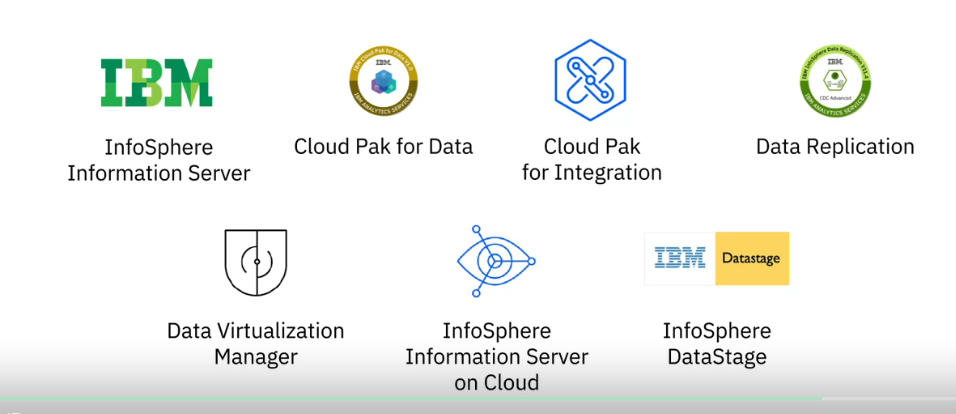 IBM
InfoSphere
Information Server
IBM Cloud Pak for Data
IBM
IBM ANALYTICS SERVICES
Cloud Pak for Data
Cloud Pak
for Integration
IBM InfoSphere Data Replication
IBM
CDC Advanced
IBM ANALYTICS SERVICES
Data Replication
Data Virtualization
Manager
InfoSphere
Information Server
on Cloud
IBM Datastage
InfoSphere
DataStage